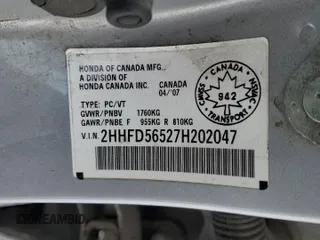 HONDA OF CANADA MFG.,
A DIVISION OF
HONDA CANADA INC. CANADA
04/'07
TYPE: PC/VT
GVWR/PNBV 1760KG
GAWR/PNBE F 955KG R 810KG
V.I.N. 2HHFD56527H202047
CANADA
942
CMVSS
NSVAC
TRANSPORT
CREAMBID